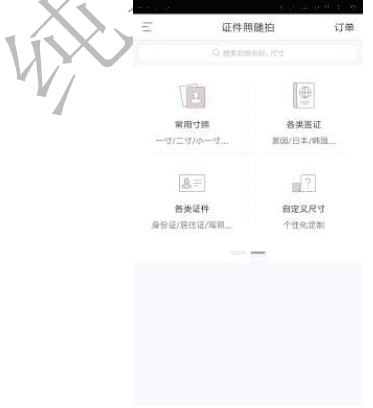 证件照随拍 订单
搜索规格名称、尺寸
常用寸照 各类签证
一寸/二寸/小一寸... 美国/日本/韩国...
各类证件 自定义尺寸
身份证/居住证/驾照... 个性化定制